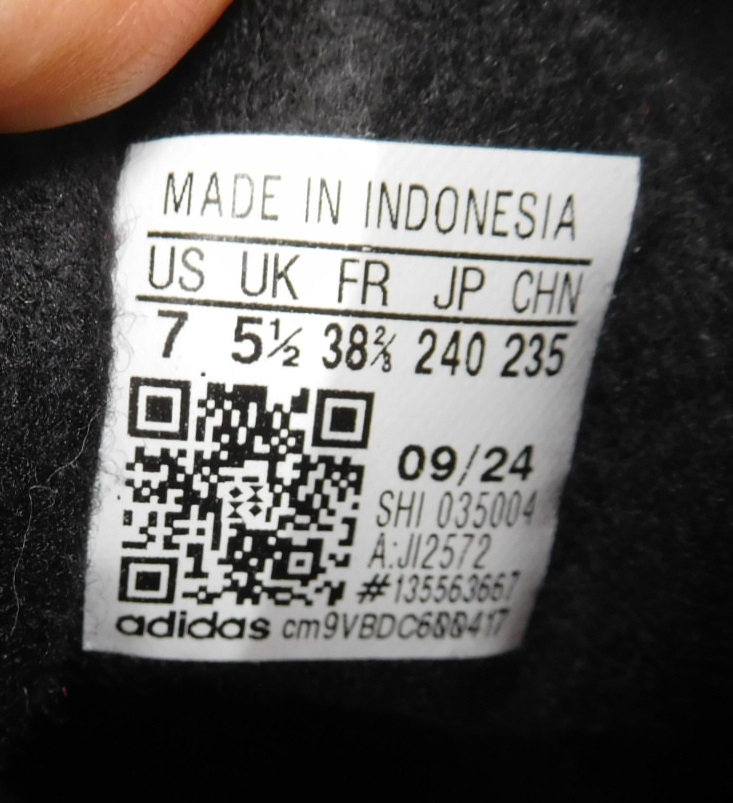 MADE IN INDONESIA
US UK FR JP CHN
7 5½ 38⅔ 240 235
09/24
SHI 035004
A:JI2572
#135563667
adidas cm9VBDC600417